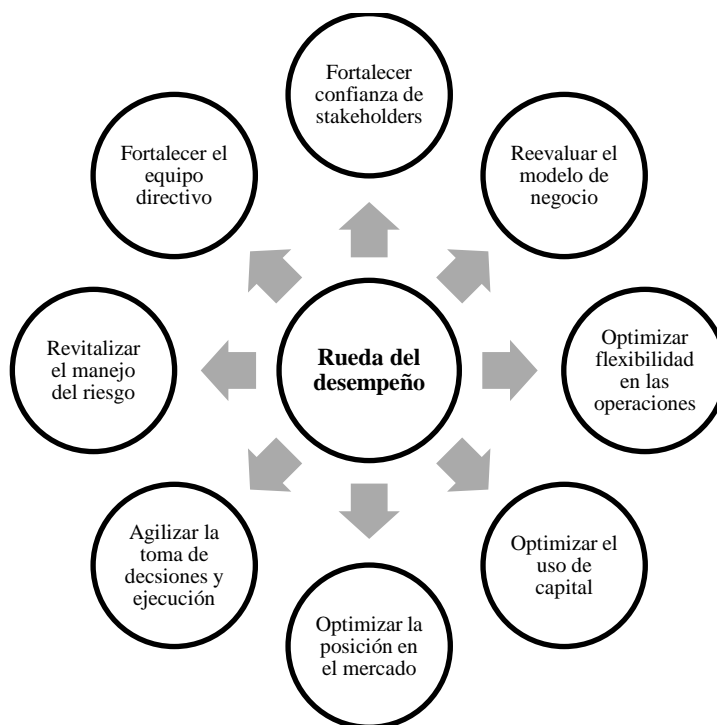 Fortalecer
confianza de
stakeholders
Reevaluar el
modelo de
negocio
Optimizar
flexibilidad
en las
operaciones
Optimizar el
uso de
capital
Optimizar la
posición en
el mercado
Agilizar la
toma de
decsiones y
ejecución
Revitalizar
el manejo
del riesgo
Fortalecer el
equipo
directivo
Rueda del
desempeño